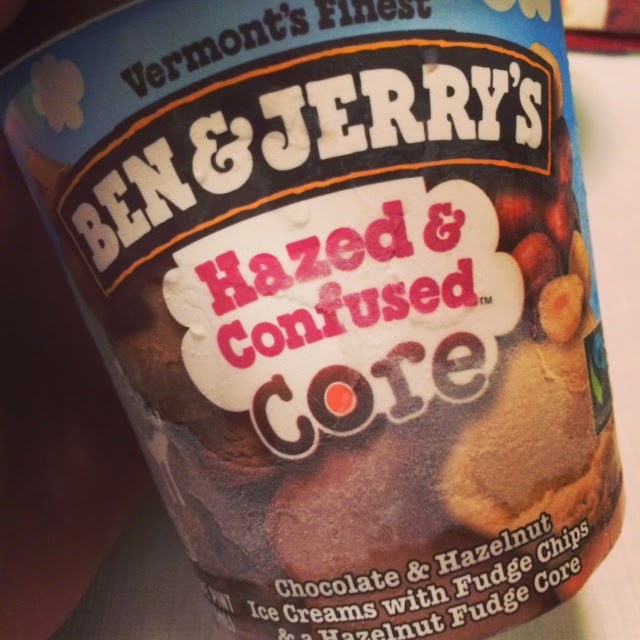 Vermont's Finest
BEN & JERRY'S
Hazed &
Confused™
Core
Chocolate & Hazelnut
Ice Creams with Fudge Chips
& a Hazelnut Fudge Core